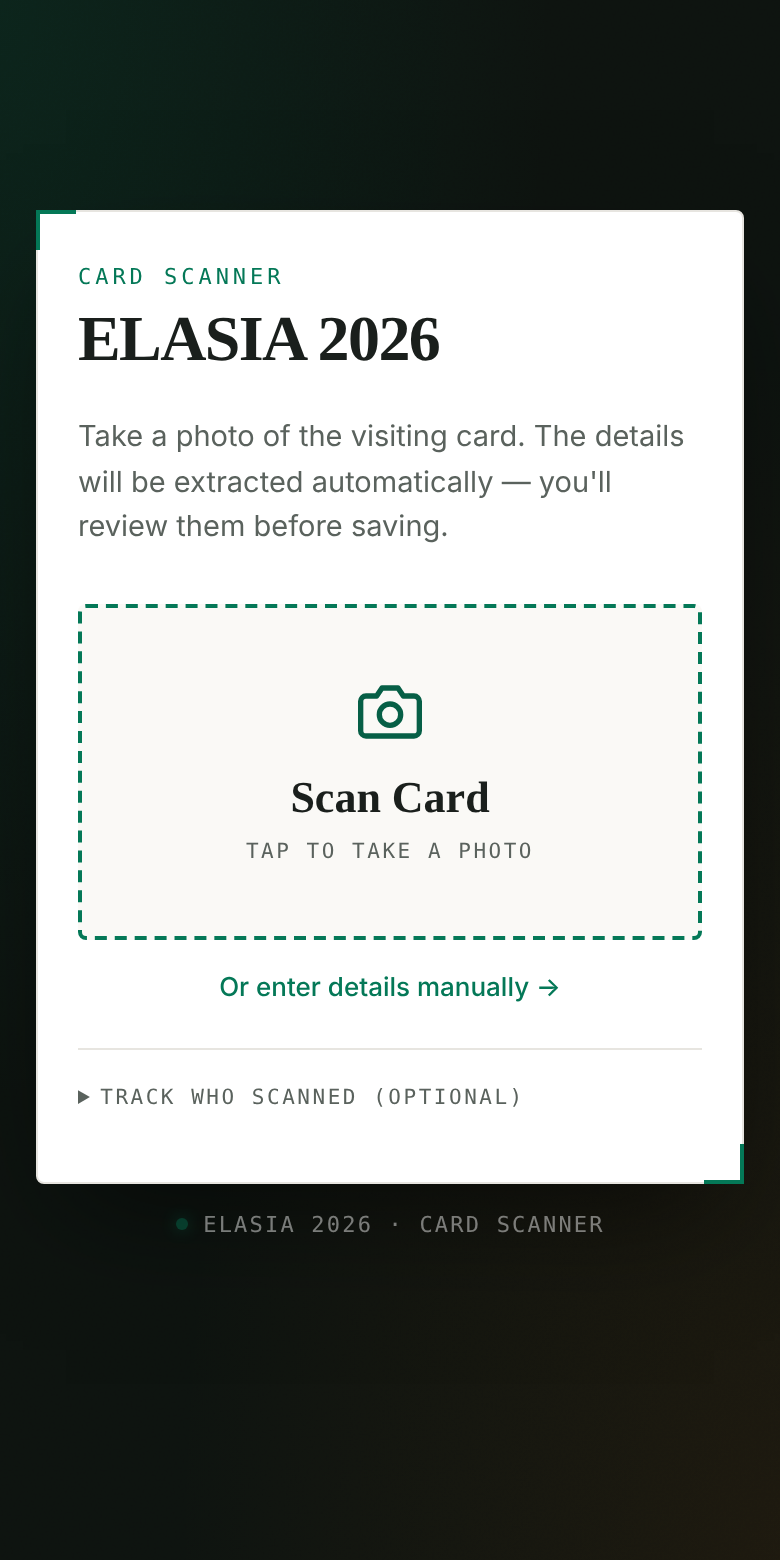 CARD SCANNER
ELASIA 2026
Take a photo of the visiting card. The details
will be extracted automatically — you'll
review them before saving.
Scan Card
TAP TO TAKE A PHOTO
Or enter details manually →
TRACK WHO SCANNED (OPTIONAL)
ELASIA 2026 · CARD SCANNER